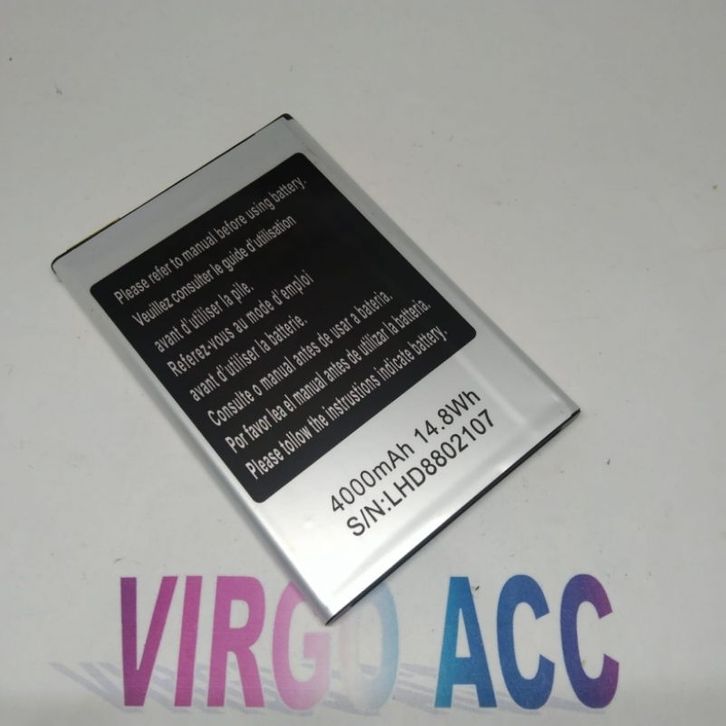 Please refer to manual before using battery.
Veuillez consulter le guide d'utilisation
avant d'utiliser la pile.
Referez-vous au mode d'emploi
avant d'utiliser la batterie.
Consulte o manual antes de usar a bateria.
Por favor lea el manual antes de utilizar la bateria.
Please tollow the instructions indicate battery.
4000mAh 14.8Wh
S/N:LHD8802107
VIRGO ACC